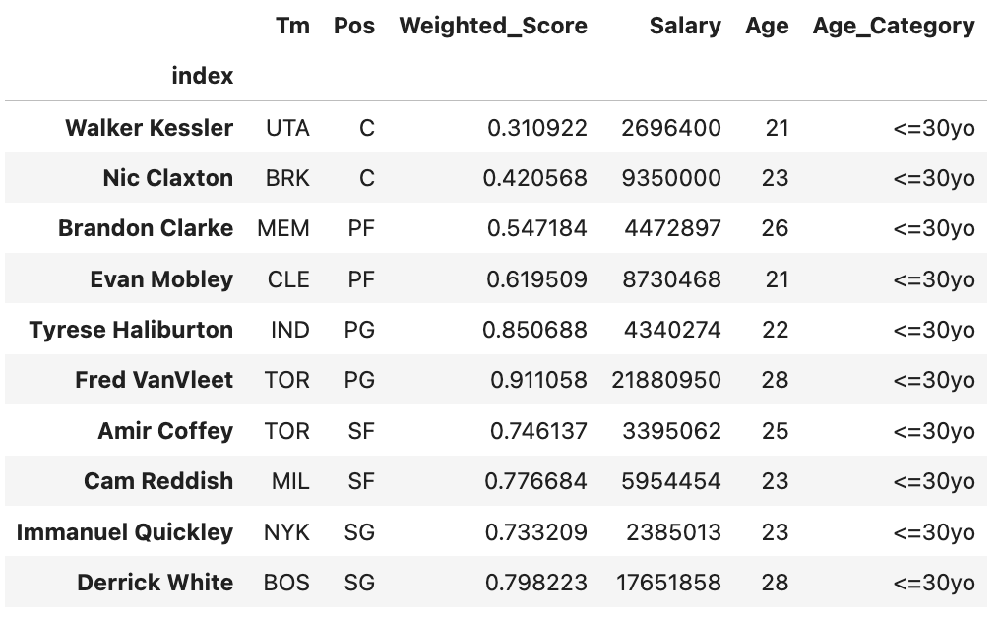 Tm Pos Weighted_Score Salary Age Age_Category
index
Walker Kessler UTA C 0.310922 2696400 21 <=30yo
Nic Claxton BRK C 0.420568 9350000 23 <=30yo
Brandon Clarke MEM PF 0.547184 4472897 26 <=30yo
Evan Mobley CLE PF 0.619509 8730468 21 <=30yo
Tyrese Haliburton IND PG 0.850688 4340274 22 <=30yo
Fred VanVleet TOR PG 0.911058 21880950 28 <=30yo
Amir Coffey TOR SF 0.746137 3395062 25 <=30yo
Cam Reddish MIL SF 0.776684 5954454 23 <=30yo
Immanuel Quickley NYK SG 0.733209 2385013 23 <=30yo
Derrick White BOS SG 0.798223 17651858 28 <=30yo